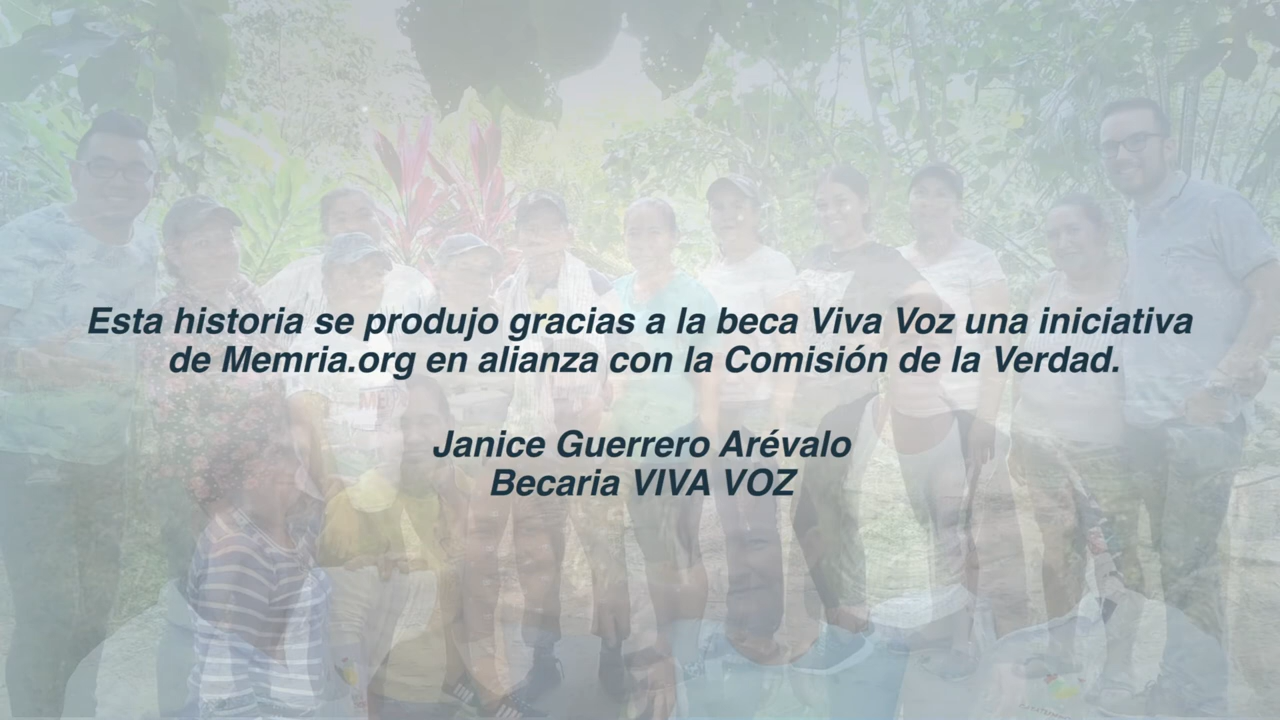 Esta historia se produjo gracias a la beca Viva Voz una iniciativa
de Memria.org en alianza con la Comisión de la Verdad.
Janice Guerrero Arévalo
Becaria VIVA VOZ